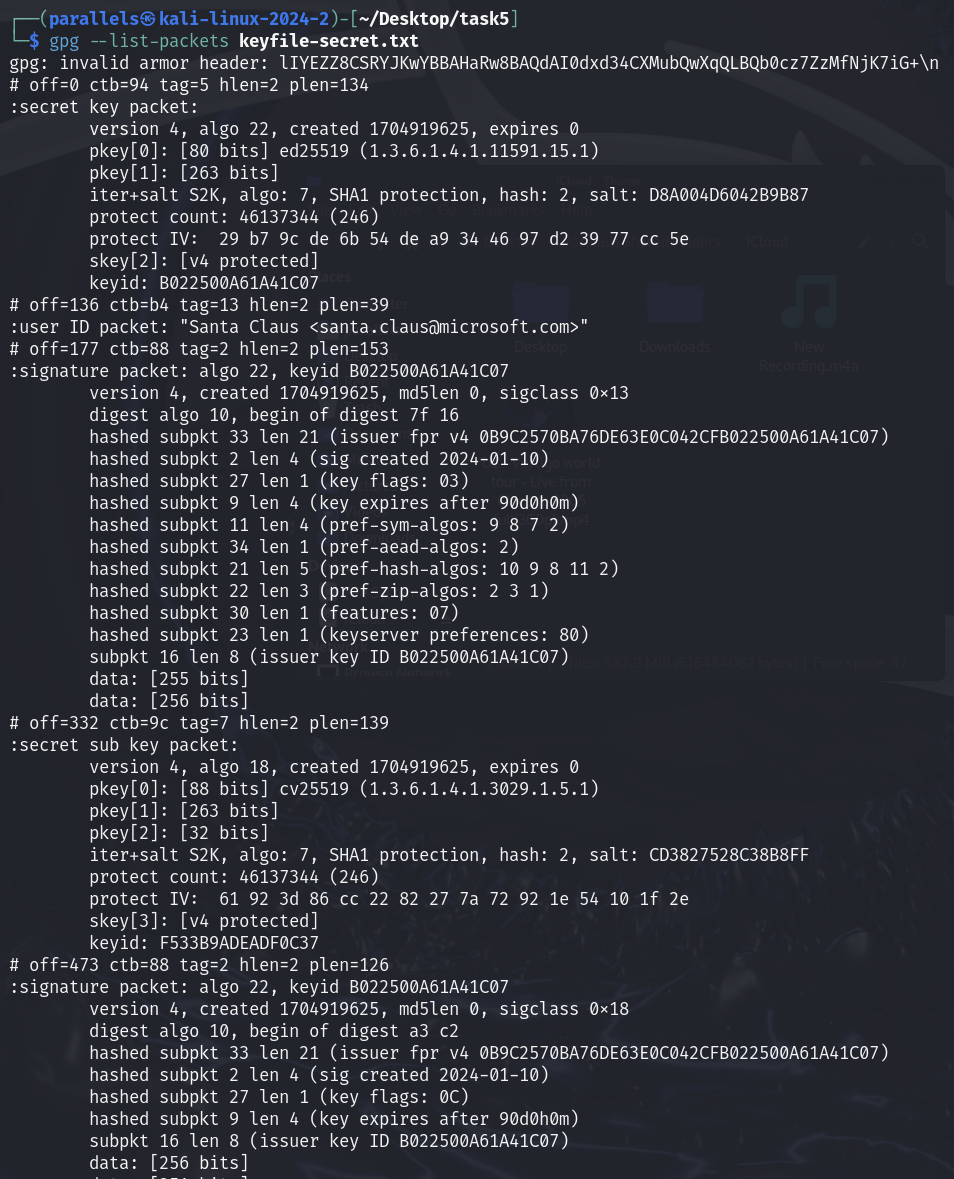 ┌──(parallels㉿kali-linux-2024-2)-[~/Desktop/task5]
└─$ gpg --list-packets keyfile-secret.txt
gpg: invalid armor header: lIYEZZ8CSRYJKwYBBAHaRw8BAQdAI0dxd34CXMubQwXqQLBQb0cz7ZzMfNjK7iG+\n
# off=0 ctb=94 tag=5 hlen=2 plen=134
:secret key packet:
        version 4, algo 22, created 1704919625, expires 0
        pkey[0]: [80 bits] ed25519 (1.3.6.1.4.1.11591.15.1)
        pkey[1]: [263 bits]
        iter+salt S2K, algo: 7, SHA1 protection, hash: 2, salt: D8A004D6042B9B87
        protect count: 46137344 (246)
        protect IV:  29 b7 9c de 6b 54 de a9 34 46 97 d2 39 77 cc 5e
        skey[2]: [v4 protected]
        keyid: B022500A61A41C07
# off=136 ctb=b4 tag=13 hlen=2 plen=39
:user ID packet: "Santa Claus <santa.claus@microsoft.com>"
# off=177 ctb=88 tag=2 hlen=2 plen=153
:signature packet: algo 22, keyid B022500A61A41C07
        version 4, created 1704919625, md5len 0, sigclass 0×13
        digest algo 10, begin of digest 7f 16
        hashed subpkt 33 len 21 (issuer fpr v4 0B9C2570BA76DE63E0C042CFB022500A61A41C07)
        hashed subpkt 2 len 4 (sig created 2024-01-10)
        hashed subpkt 27 len 1 (key flags: 03)
        hashed subpkt 9 len 4 (key expires after 90d0h0m)
        hashed subpkt 11 len 4 (pref-sym-algos: 9 8 7 2)
        hashed subpkt 34 len 1 (pref-aead-algos: 2)
        hashed subpkt 21 len 5 (pref-hash-algos: 10 9 8 11 2)
        hashed subpkt 22 len 3 (pref-zip-algos: 2 3 1)
        hashed subpkt 30 len 1 (features: 07)
        hashed subpkt 23 len 1 (keyserver preferences: 80)
        subpkt 16 len 8 (issuer key ID B022500A61A41C07)
        data: [255 bits]
        data: [256 bits]
# off=332 ctb=9c tag=7 hlen=2 plen=139
:secret sub key packet:
        version 4, algo 18, created 1704919625, expires 0
        pkey[0]: [88 bits] cv25519 (1.3.6.1.4.1.3029.1.5.1)
        pkey[1]: [263 bits]
        pkey[2]: [32 bits]
        iter+salt S2K, algo: 7, SHA1 protection, hash: 2, salt: CD3827528C38B8FF
        protect count: 46137344 (246)
        protect IV:  61 92 3d 86 cc 22 82 27 7a 72 92 1e 54 10 1f 2e
        skey[3]: [v4 protected]
        keyid: F533B9ADEADF0C37
# off=473 ctb=88 tag=2 hlen=2 plen=126
:signature packet: algo 22, keyid B022500A61A41C07
        version 4, created 1704919625, md5len 0, sigclass 0×18
        digest algo 10, begin of digest a3 c2
        hashed subpkt 33 len 21 (issuer fpr v4 0B9C2570BA76DE63E0C042CFB022500A61A41C07)
        hashed subpkt 2 len 4 (sig created 2024-01-10)
        hashed subpkt 27 len 1 (key flags: 0C)
        hashed subpkt 9 len 4 (key expires after 90d0h0m)
        subpkt 16 len 8 (issuer key ID B022500A61A41C07)
        data: [256 bits]
Desktop
Downloads
New
Recording.m4a